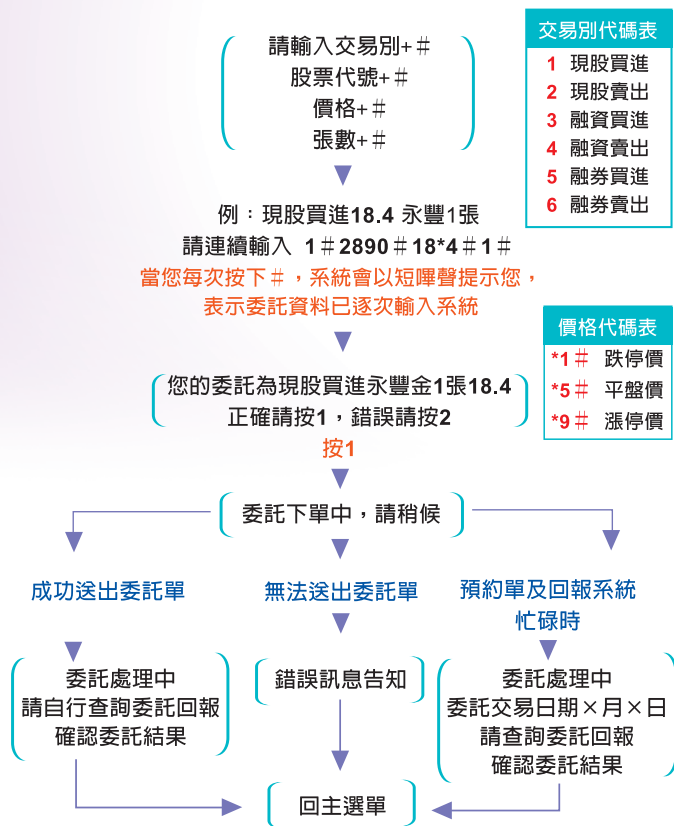 請輸入交易別+＃
股票代號+＃
價格+＃
張數+＃
交易別代碼表
1 現股買進
2 現股賣出
3 融資買進
4 融資賣出
5 融券買進
6 融券賣出
例：現股買進18.4 永豐1張
請連續輸入 1＃2890＃18*4＃1＃
當您每次按下＃，系統會以短嗶聲提示您，
表示委託資料已逐次輸入系統
價格代碼表
*1＃ 跌停價
*5＃ 平盤價
*9＃ 漲停價
您的委託為現股買進永豐金1張18.4
正確請按1，錯誤請按2
按1
委託下單中，請稍候
成功送出委託單
無法送出委託單
預約單及回報系統
忙碌時
委託處理中
請自行查詢委託回報
確認委託結果
錯誤訊息告知
委託處理中
委託交易日期×月×日
請查詢委託回報
確認委託結果
回主選單